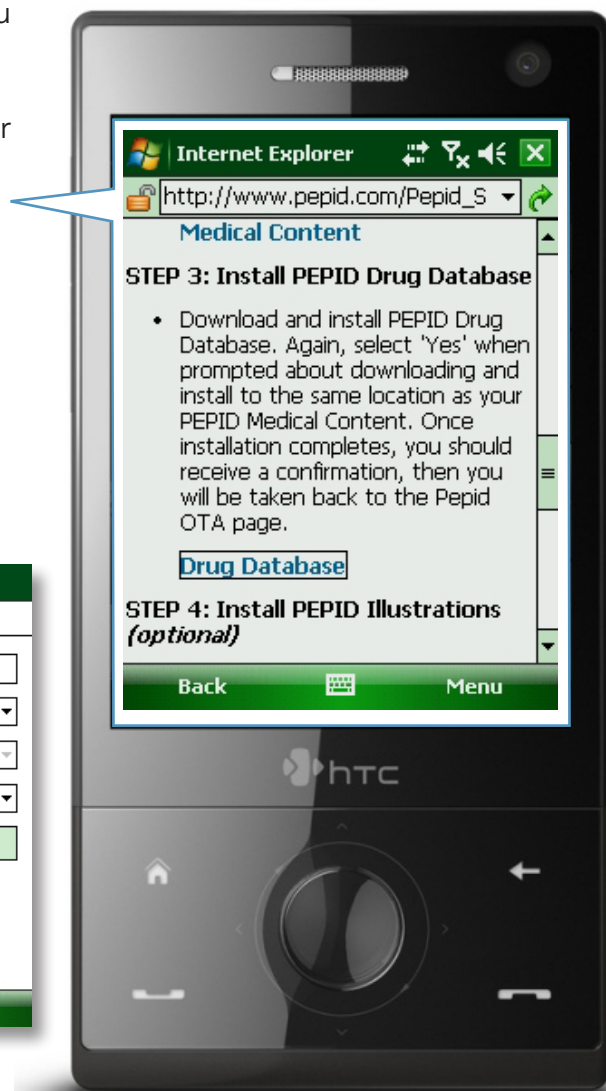 u
r
Internet Explorer
http://www.pepid.com/Pepid_S
Medical Content
STEP 3: Install PEPID Drug Database
• Download and install PEPID Drug
Database. Again, select 'Yes' when
prompted about downloading and
install to the same location as your
PEPID Medical Content. Once
installation completes, you should
receive a confirmation, then you
will be taken back to the Pepid
OTA page.
Drug Database
STEP 4: Install PEPID Illustrations
(optional)
Back Menu
hTC